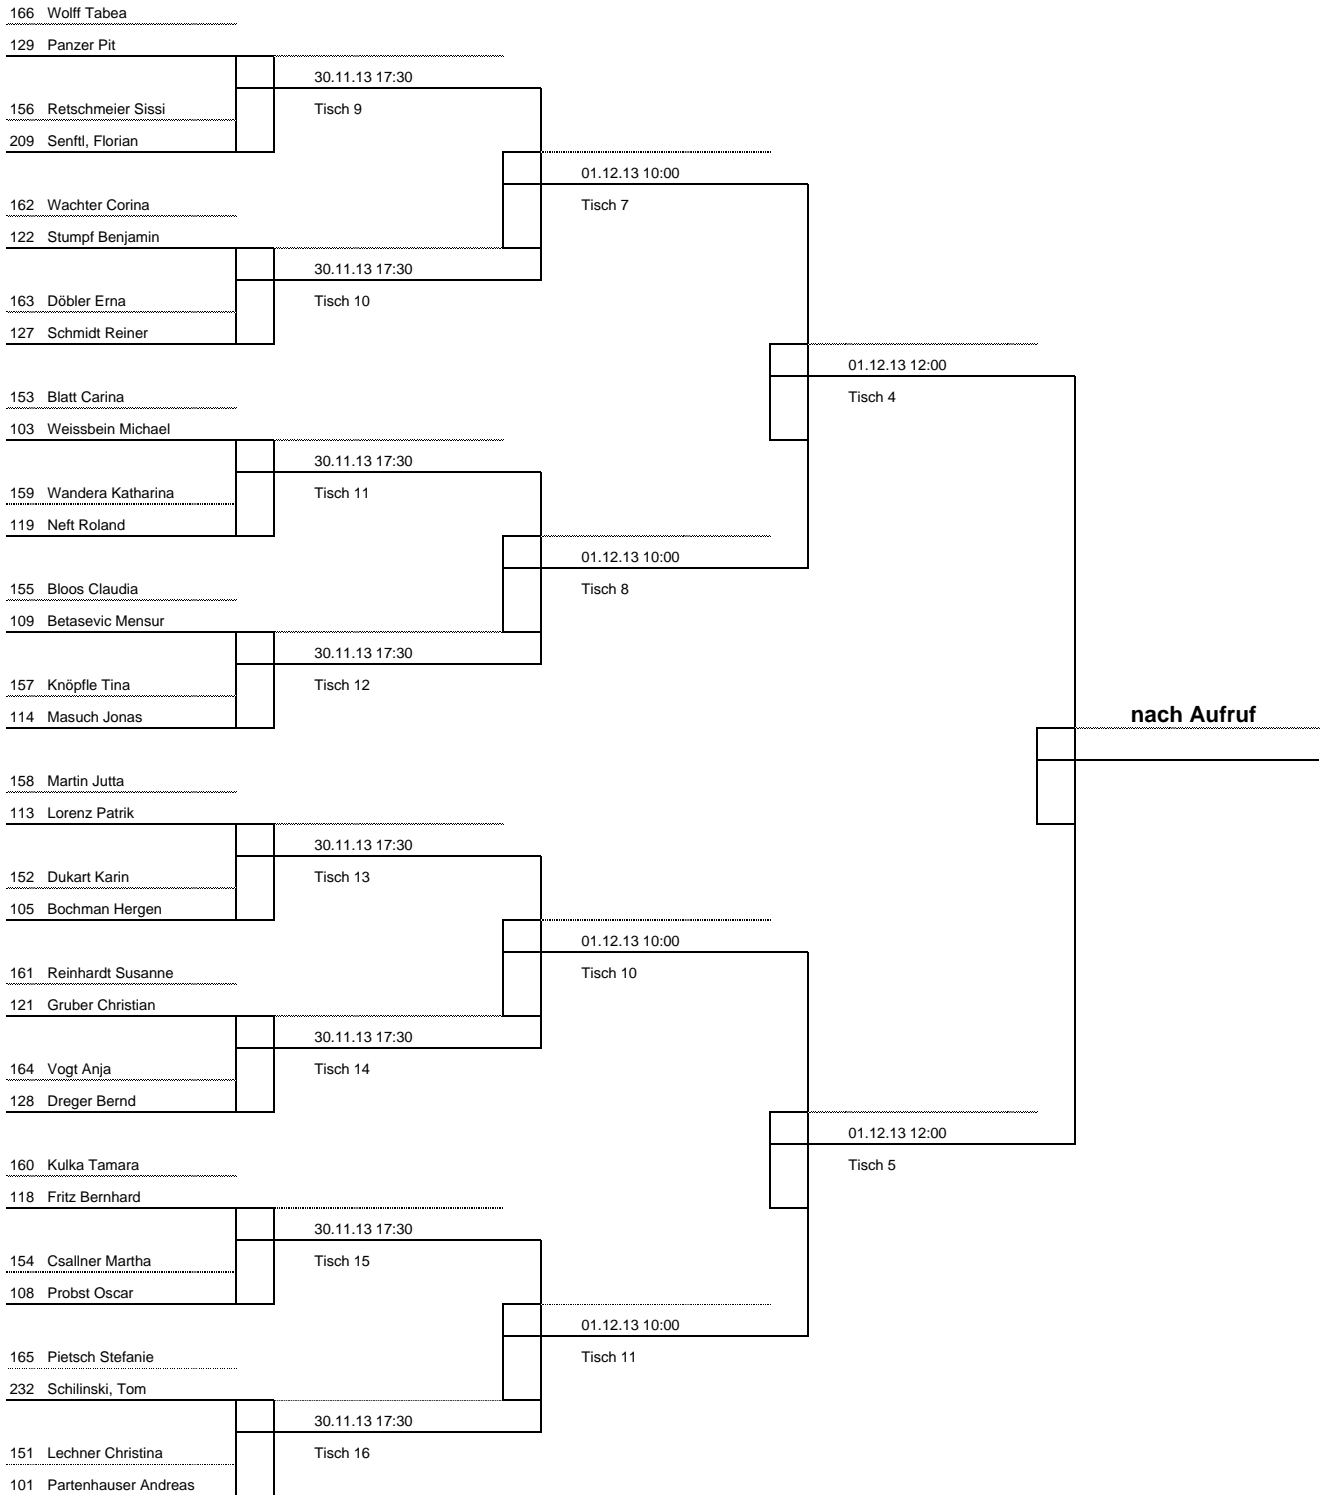 166 Wolff Tabea
129 Panzer Pit
30.11.13 17:30
156 Retschmeier Sissi
Tisch 9
209 Senftl, Florian
01.12.13 10:00
162 Wachter Corina
Tisch 7
122 Stumpf Benjamin
30.11.13 17:30
163 Döbler Erna
Tisch 10
127 Schmidt Reiner
01.12.13 12:00
153 Blatt Carina
Tisch 4
103 Weissbein Michael
30.11.13 17:30
159 Wandera Katharina
Tisch 11
119 Neft Roland
01.12.13 10:00
155 Bloos Claudia
Tisch 8
109 Betasevic Mensur
30.11.13 17:30
157 Knöpfle Tina
Tisch 12
114 Masuch Jonas
nach Aufruf
158 Martin Jutta
113 Lorenz Patrik
30.11.13 17:30
152 Dukart Karin
Tisch 13
105 Bochman Hergen
01.12.13 10:00
161 Reinhardt Susanne
Tisch 10
121 Gruber Christian
30.11.13 17:30
164 Vogt Anja
Tisch 14
128 Dreger Bernd
01.12.13 12:00
160 Kulka Tamara
Tisch 5
118 Fritz Bernhard
30.11.13 17:30
154 Csallner Martha
Tisch 15
108 Probst Oscar
01.12.13 10:00
165 Pietsch Stefanie
Tisch 11
232 Schilinski, Tom
30.11.13 17:30
151 Lechner Christina
Tisch 16
101 Partenhauser Andreas